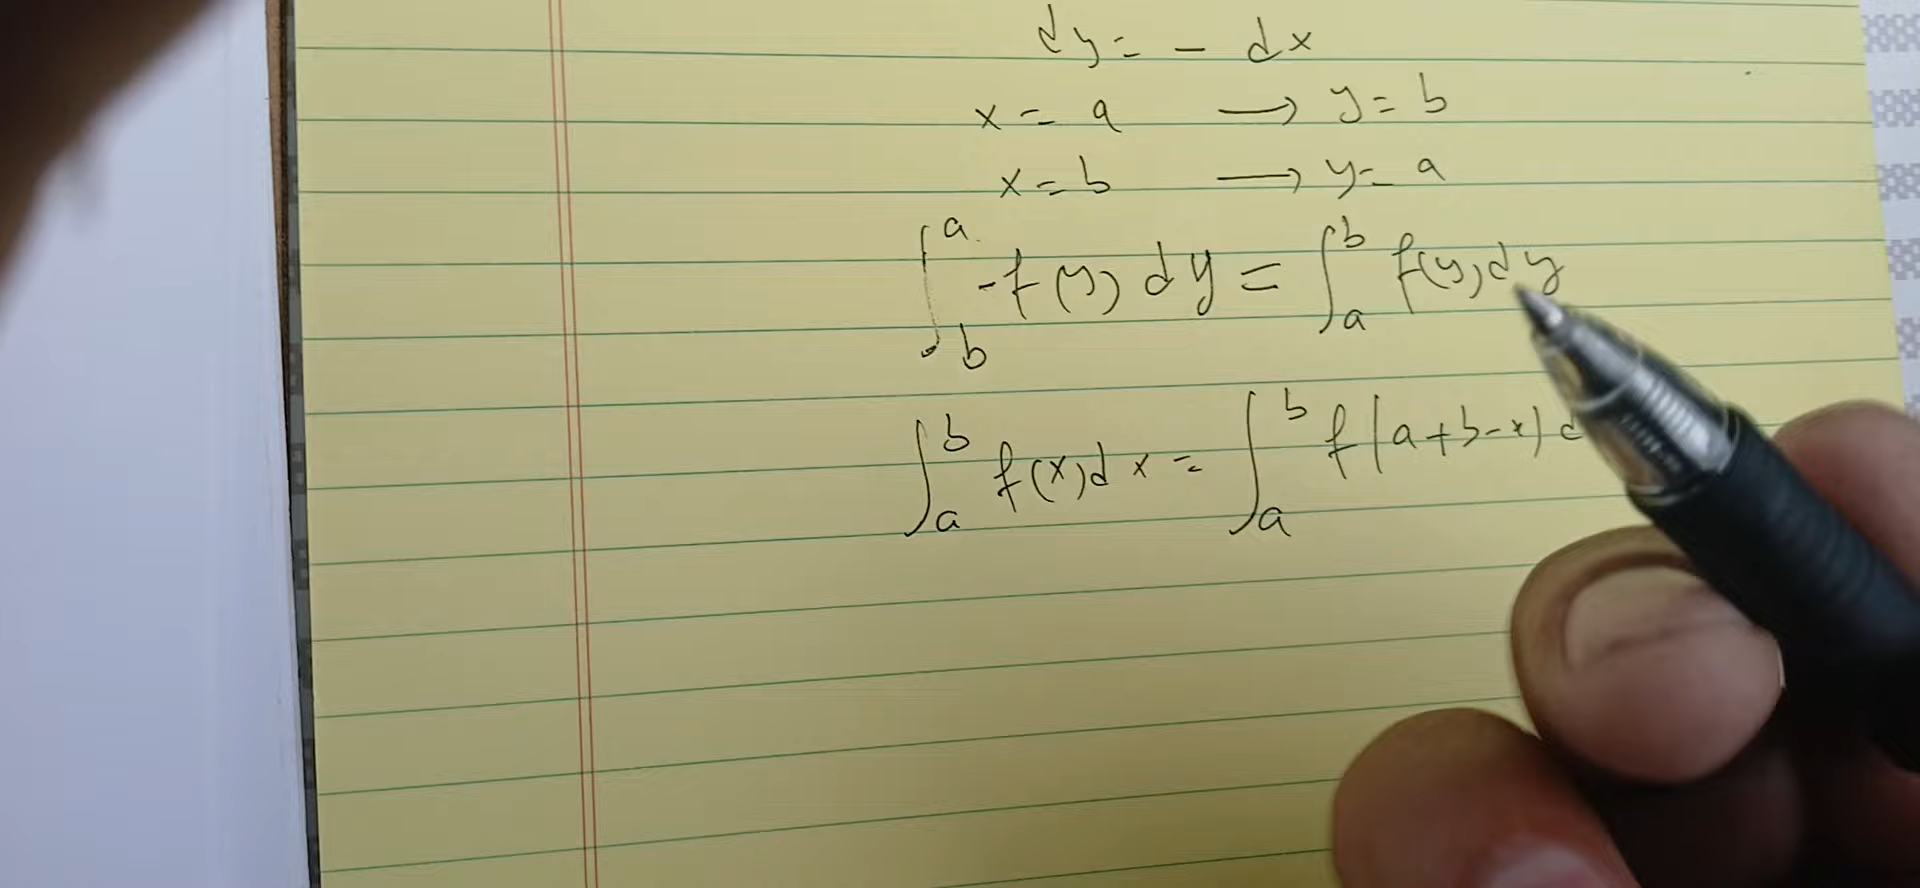 dy = - dx
x = a ⟶ y = b
x = b ⟶ y = a
∫_b^a -f(y) dy = ∫_a^b f(y) dy
∫_a^b f(x) dx = ∫_a^b f(a+b-x) d